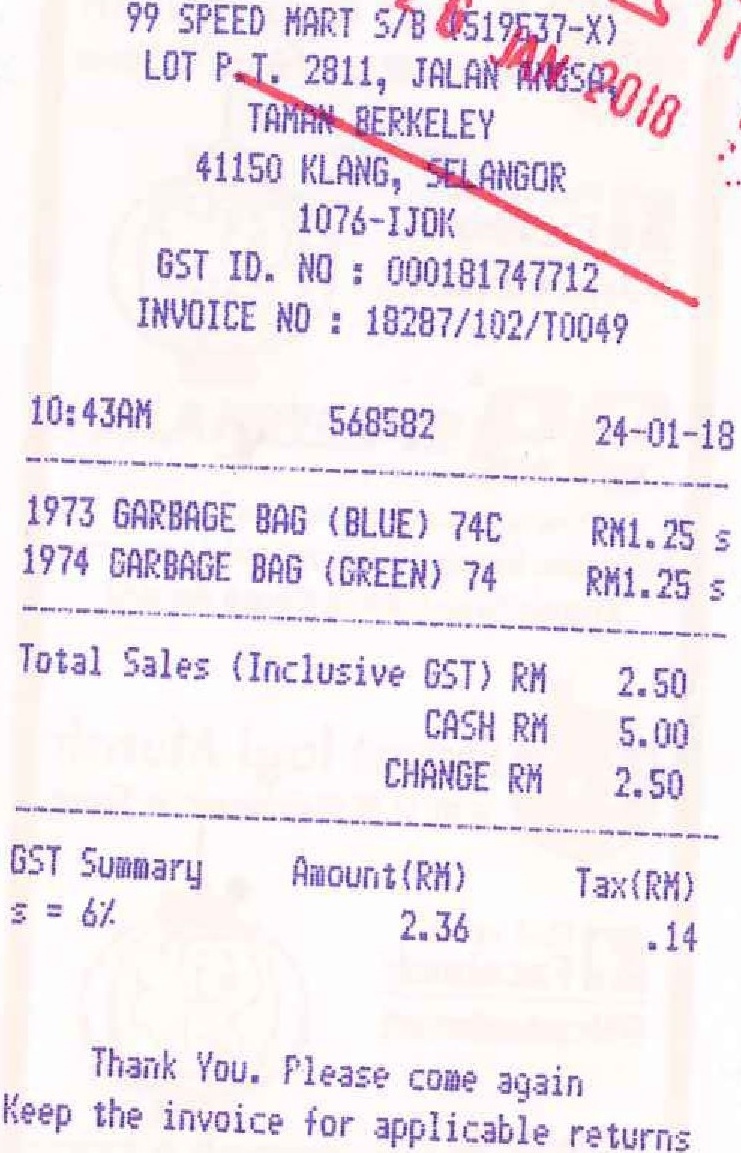 99 SPEED MART S/B (519537-X)
LOT P.T. 2811, JALAN ANGSA,
TAMAN BERKELEY
41150 KLANG, SELANGOR
1076-IJOK
GST ID. NO : 000181747712
INVOICE NO : 18287/102/T0049
JAN 2018
10:43AM 568582 24-01-18
1973 GARBAGE BAG (BLUE) 74C RM1.25 s
1974 GARBAGE BAG (GREEN) 74 RM1.25 s
Total Sales (Inclusive GST) RM 2.50
CASH RM 5.00
CHANGE RM 2.50
GST Summary Amount(RM) Tax(RM)
s = 6% 2.36 .14
Thank You. Please come again
Keep the invoice for applicable returns